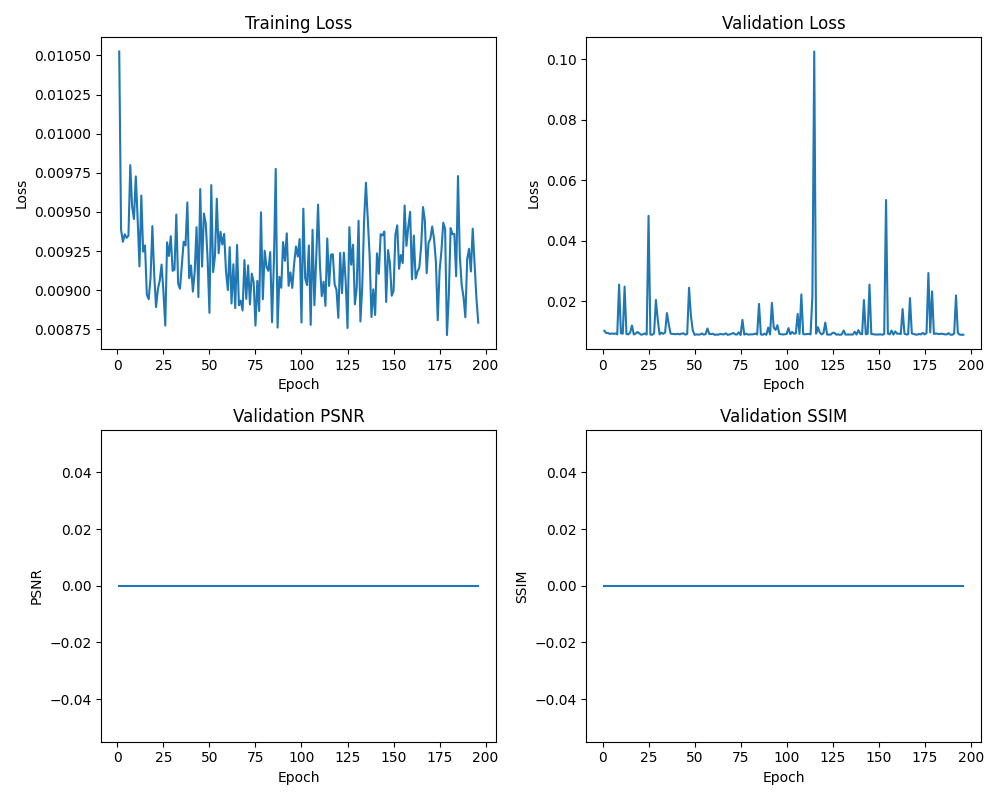 Training Loss
Loss
0.01050
0.01025
0.01000
0.00975
0.00950
0.00925
0.00900
0.00875
0 25 50 75 100 125 150 175 200
Epoch
Validation Loss
Loss
0.10
0.08
0.06
0.04
0.02
0 25 50 75 100 125 150 175 200
Epoch
Validation PSNR
PSNR
0.04
0.02
0.00
−0.02
−0.04
0 25 50 75 100 125 150 175 200
Epoch
Validation SSIM
SSIM
0.04
0.02
0.00
−0.02
−0.04
0 25 50 75 100 125 150 175 200
Epoch